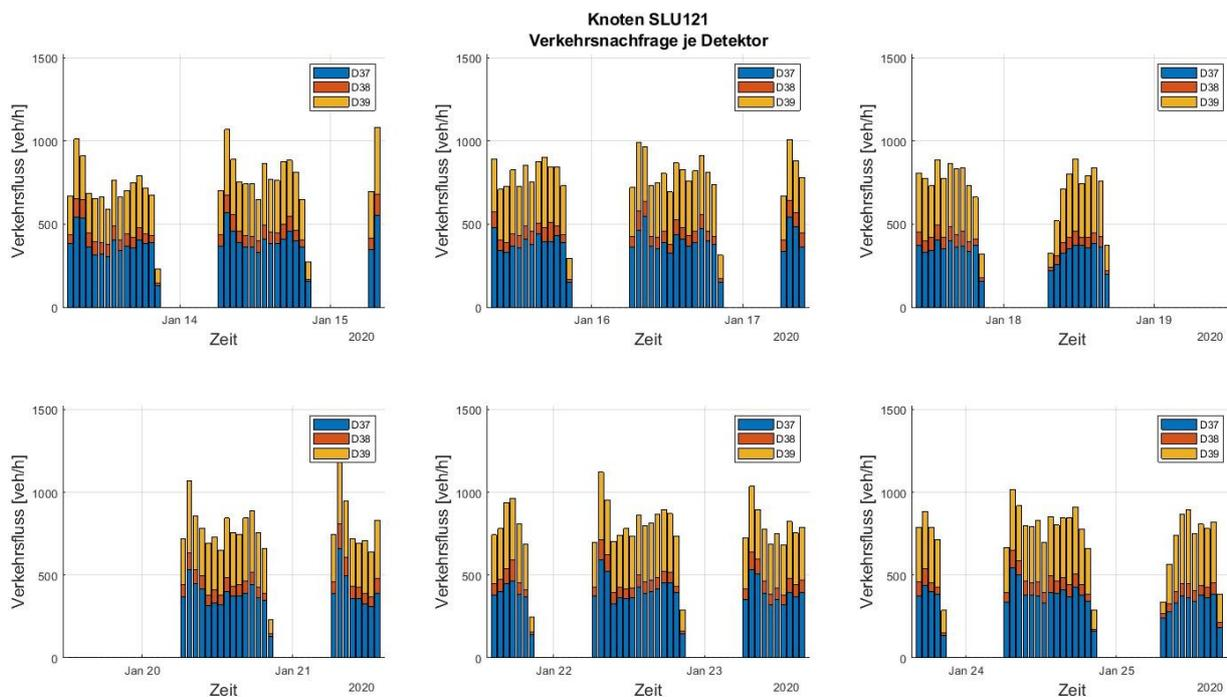 Knoten SLU121
Verkehrsnachfrage je Detektor
Verkehrsfluss [veh/h]
1500
1000
500
0
D37
D38
D39
Jan 14
Jan 15
Zeit
2020
Verkehrsfluss [veh/h]
1500
1000
500
0
D37
D38
D39
Jan 16
Jan 17
Zeit
2020
Verkehrsfluss [veh/h]
1500
1000
500
0
D37
D38
D39
Jan 18
Jan 19
Zeit
2020
Verkehrsfluss [veh/h]
1500
1000
500
0
D37
D38
D39
Jan 20
Jan 21
Zeit
2020
Verkehrsfluss [veh/h]
1500
1000
500
0
D37
D38
D39
Jan 22
Jan 23
Zeit
2020
Verkehrsfluss [veh/h]
1500
1000
500
0
D37
D38
D39
Jan 24
Jan 25
Zeit
2020